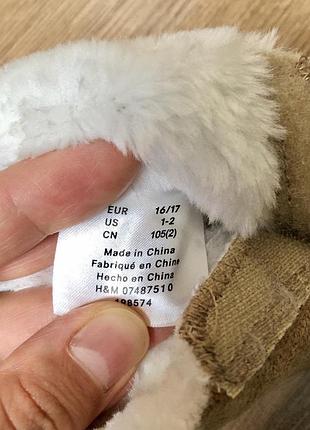 EUR 16/17
US 1-2
CN 105(2)
Made in China
Fabriqué en Chine
Hecho en China
H&M 07487510
198574